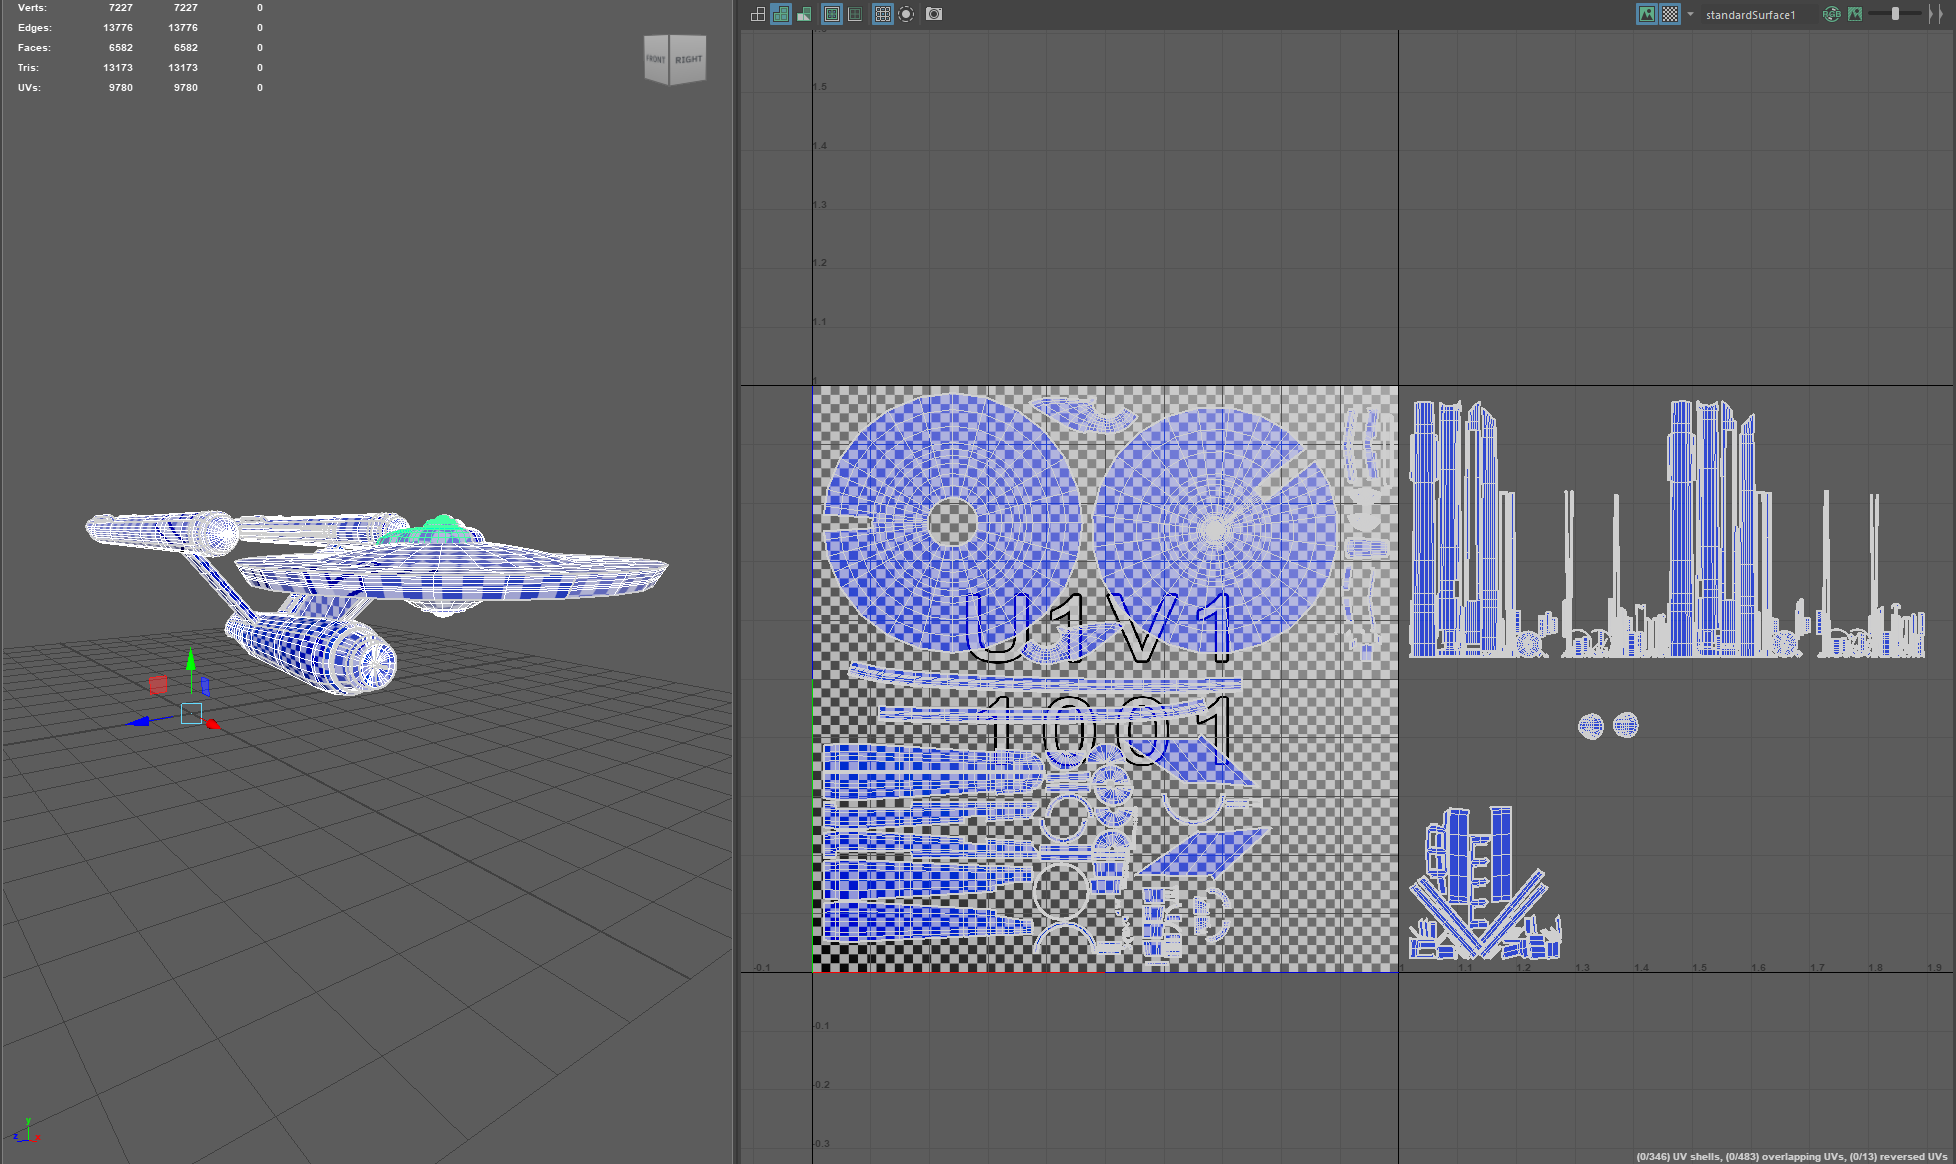 Verts: 7227 7227 0
Edges: 13776 13776 0
Faces: 6582 6582 0
Tris: 13173 13173 0
UVs: 9780 9780 0
FRONT RIGHT
standardSurface1
RGB
1.5
1.4
1.3
1.2
1.1
1
U1V1
1001
-0.1 1 1.1 1.2 1.3 1.4 1.5 1.6 1.7 1.8 1.9
-0.1
-0.2
-0.3
y
z x
(0/346) UV shells, (0/483) overlapping UVs, (0/13) reversed UVs